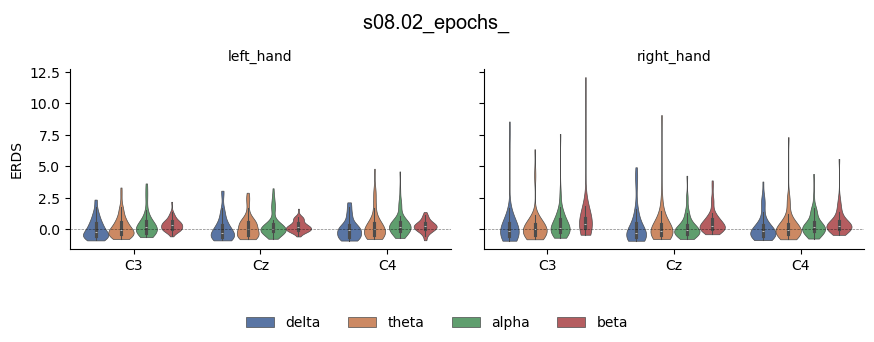 s08.02_epochs_
left_hand
right_hand
12.5
10.0
7.5
5.0
2.5
0.0
ERDS
C3
Cz
C4
C3
Cz
C4
delta
theta
alpha
beta